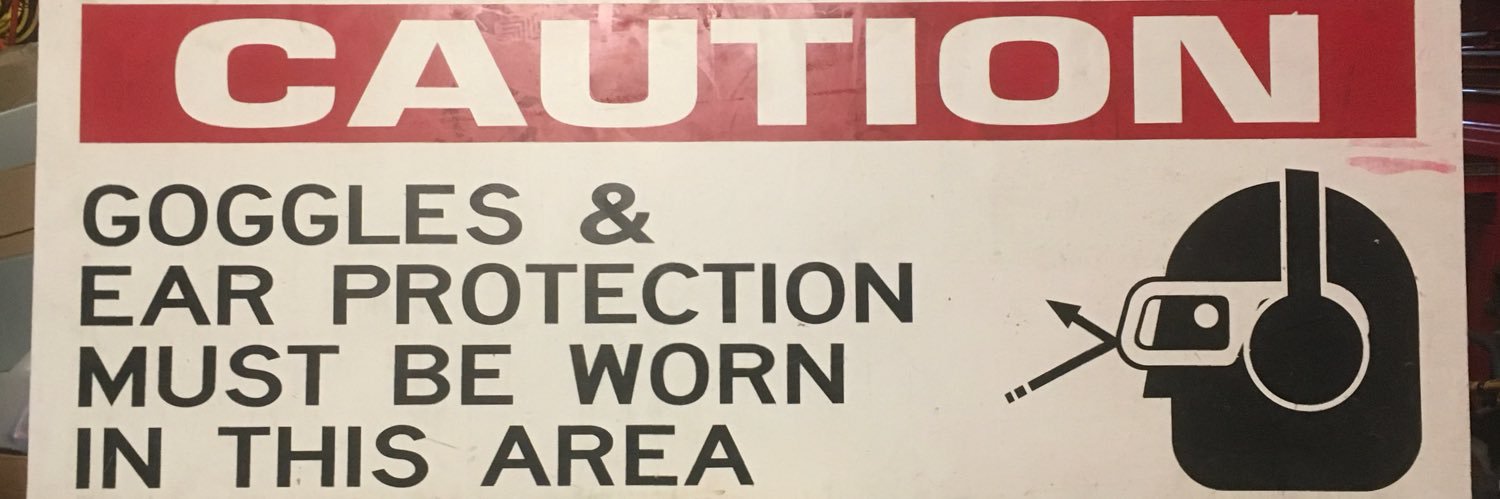 CAUTION
GOGGLES &
EAR PROTECTION
MUST BE WORN
IN THIS AREA